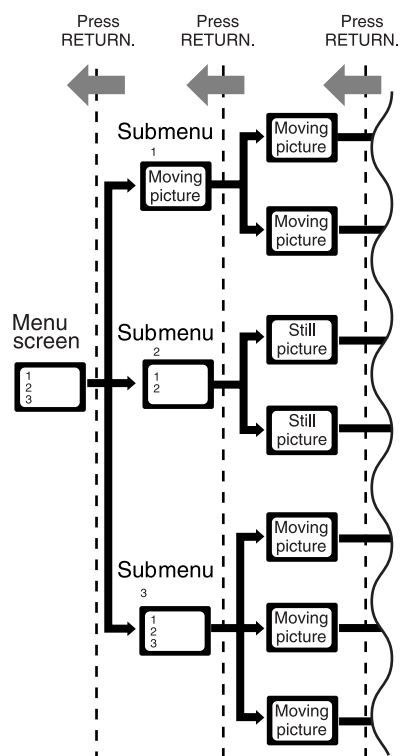 Press
RETURN.
Press
RETURN.
Press
RETURN.
Submenu
1
Moving
picture
Moving
picture
Moving
picture
Menu
screen
1
2
3
Submenu
2
1
2
Still
picture
Still
picture
Submenu
3
1
2
3
Moving
picture
Moving
picture
Moving
picture